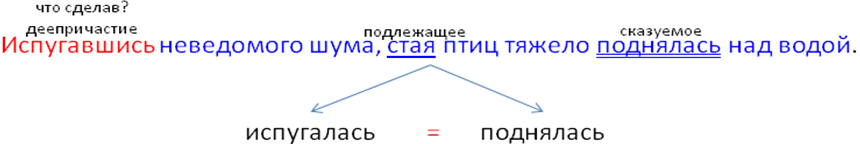 что сделав?
деепричастие подлежащее сказуемое
Испугавшись неведомого шума, стая птиц тяжело поднялась над водой.
испугалась = поднялась